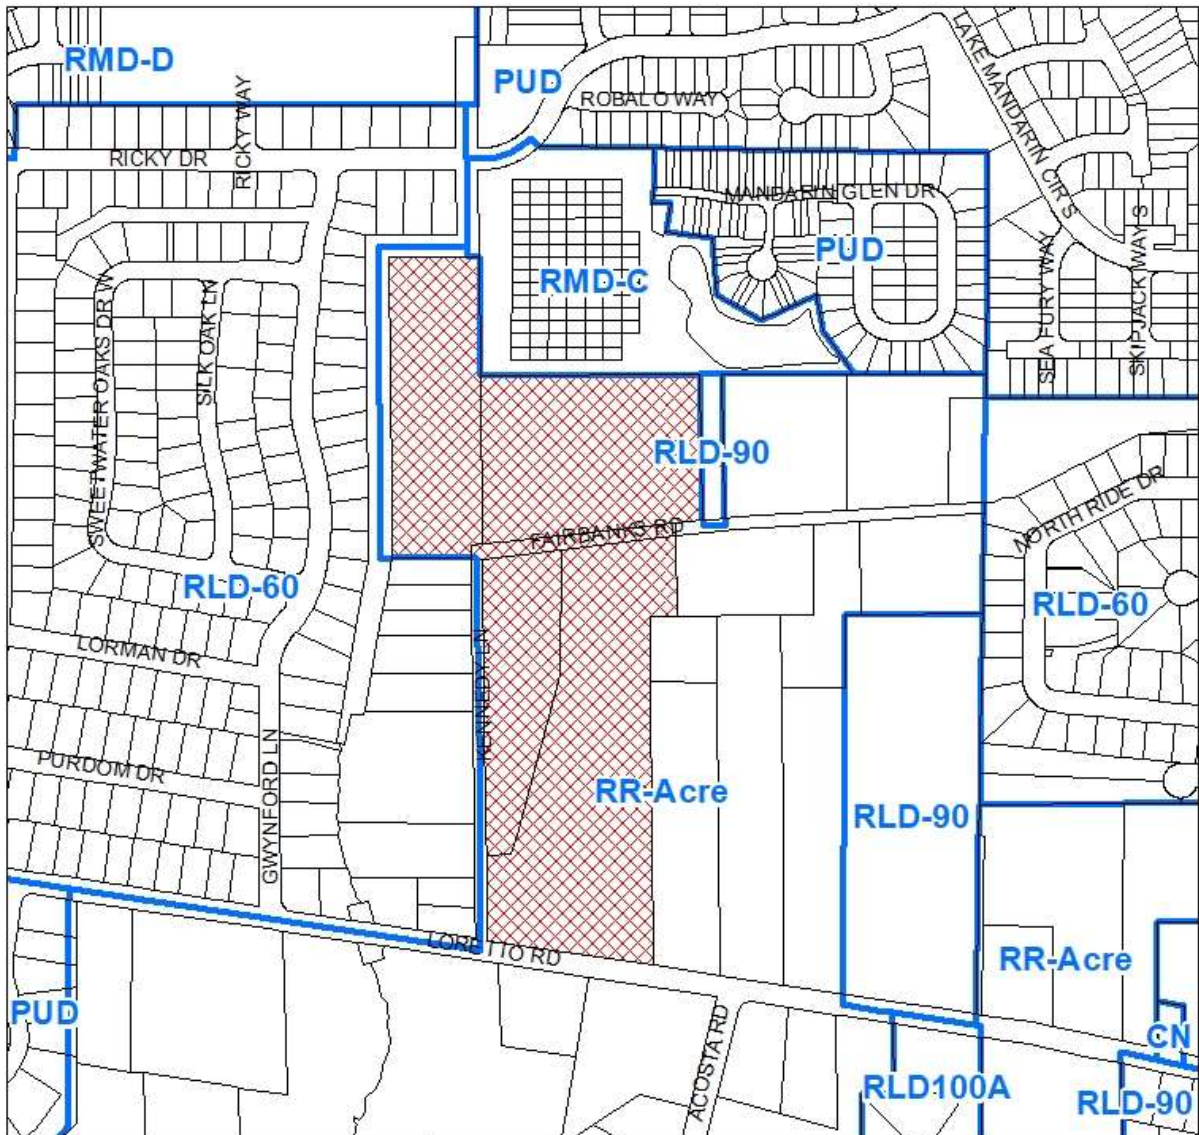 RMD-D
PUD
ROBALO WAY
LAKE MANDARIN CIR S
RICKY DR
RICKY WAY
MANDARIN GLEN DR
PUD
RMD-C
SEA FURY WAY
SKIPJACK WAY S
SWEETWATER OAKS DR W
SILK OAK LN
RLD-90
NORTH RIDE DR
FAIRBANKS RD
RLD-60
RLD-60
LORMAN DR
KENNEDY LN
PURDOM DR
GWYNFORD LN
RR-Acre
RLD-90
LORETTO RD
RR-Acre
PUD
CN
ACOSTA RD
RLD100A
RLD-90